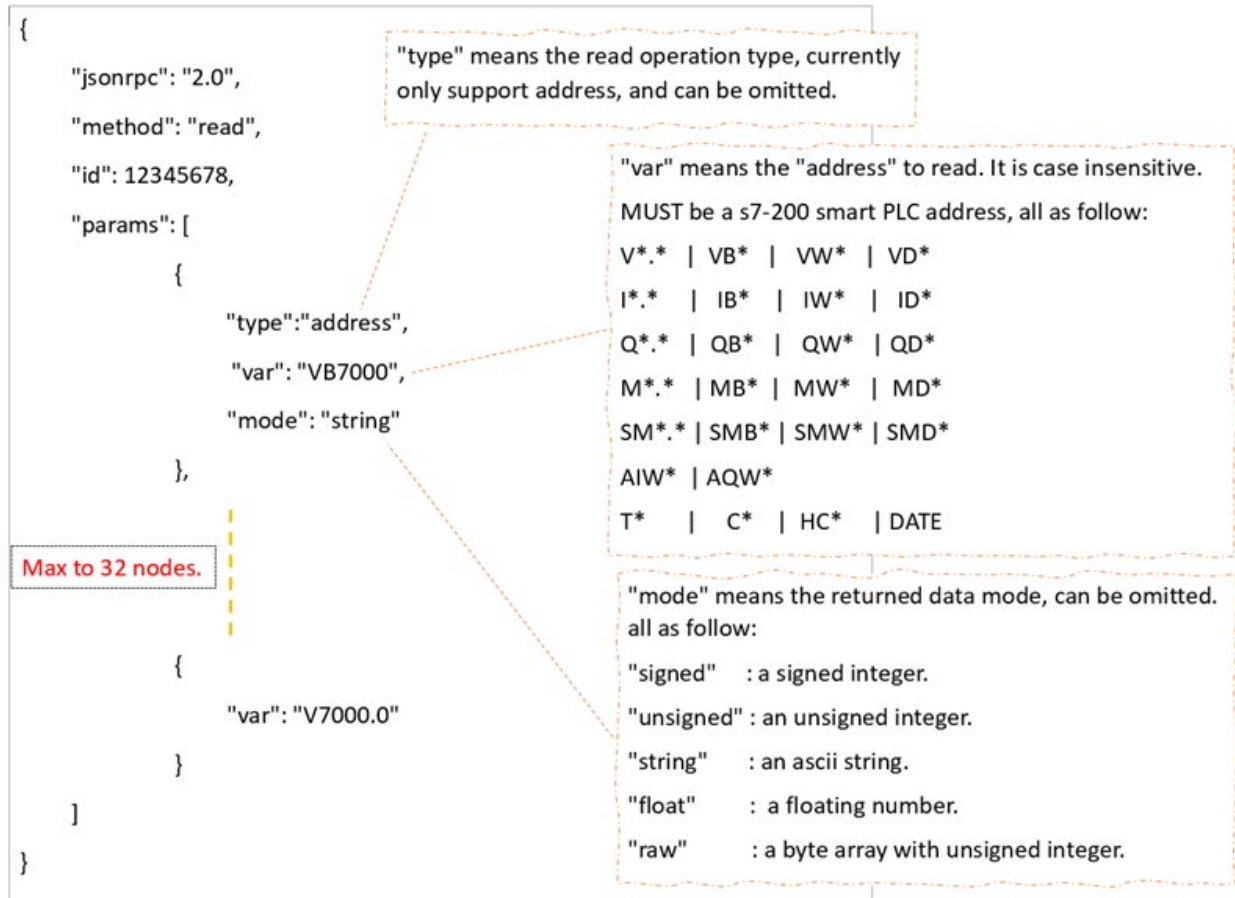 {
"jsonrpc": "2.0",
"method": "read",
"id": 12345678,
"params": [
{
"type":"address",
"var": "VB7000",
"mode": "string"
},
Max to 32 nodes.
{
"var": "V7000.0"
}
]
}
"type" means the read operation type, currently
only support address, and can be omitted.
"var" means the "address" to read. It is case insensitive.
MUST be a s7-200 smart PLC address, all as follow:
V*.* | VB* | VW* | VD*
I*.* | IB* | IW* | ID*
Q*.* | QB* | QW* | QD*
M*.* | MB* | MW* | MD*
SM*.* | SMB* | SMW* | SMD*
AIW* | AQW*
T* | C* | HC* | DATE
"mode" means the returned data mode, can be omitted.
all as follow:
"signed" : a signed integer.
"unsigned" : an unsigned integer.
"string" : an ascii string.
"float" : a floating number.
"raw" : a byte array with unsigned integer.